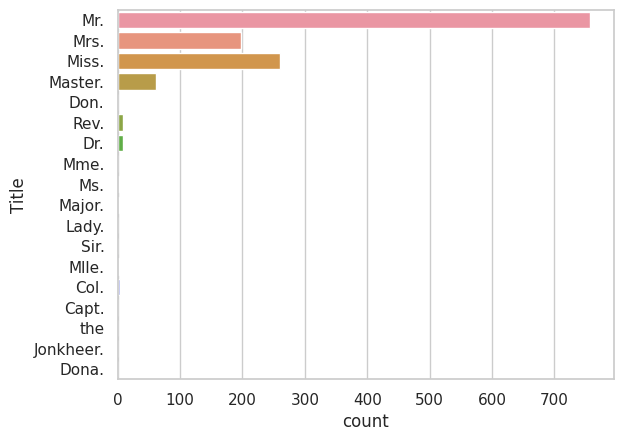 Mr.
Mrs.
Miss.
Master.
Don.
Rev.
Dr.
Mme.
Ms.
Major.
Lady.
Sir.
Mlle.
Col.
Capt.
the
Jonkheer.
Dona.
Title
0 100 200 300 400 500 600 700
count